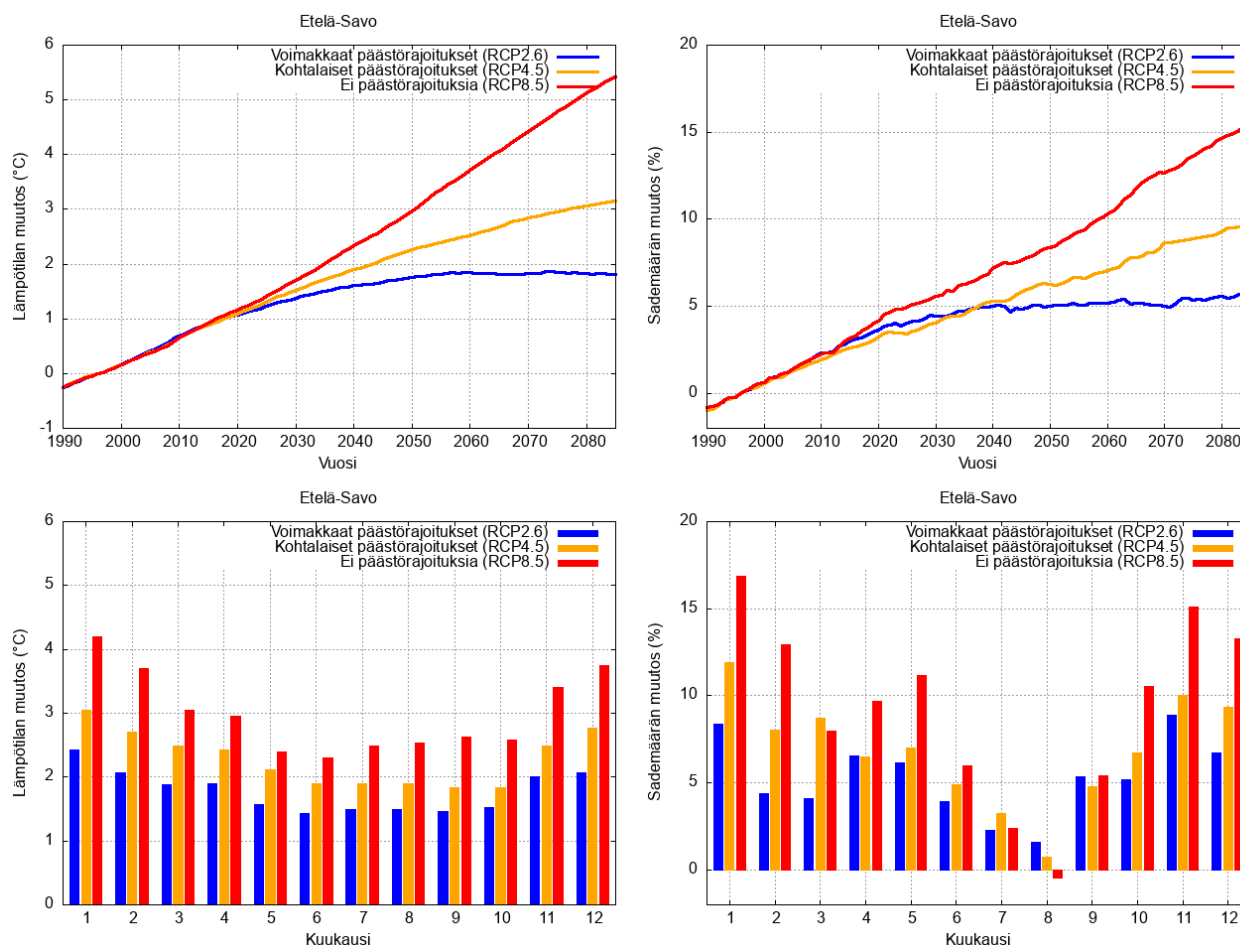 Etelä-Savo
Voimakkaat päästörajoitukset (RCP2.6)
Kohtalaiset päästörajoitukset (RCP4.5)
Ei päästörajoituksia (RCP8.5)
Lämpötilan muutos (°C)
6
5
4
3
2
1
0
-1
1990 2000 2010 2020 2030 2040 2050 2060 2070 2080
Vuosi
Etelä-Savo
Voimakkaat päästörajoitukset (RCP2.6)
Kohtalaiset päästörajoitukset (RCP4.5)
Ei päästörajoituksia (RCP8.5)
Sademäärän muutos (%)
20
15
10
5
0
1990 2000 2010 2020 2030 2040 2050 2060 2070 2080
Vuosi
Etelä-Savo
Voimakkaat päästörajoitukset (RCP2.6)
Kohtalaiset päästörajoitukset (RCP4.5)
Ei päästörajoituksia (RCP8.5)
Lämpötilan muutos (°C)
6
5
4
3
2
1
0
1 2 3 4 5 6 7 8 9 10 11 12
Kuukausi
Etelä-Savo
Voimakkaat päästörajoitukset (RCP2.6)
Kohtalaiset päästörajoitukset (RCP4.5)
Ei päästörajoituksia (RCP8.5)
Sademäärän muutos (%)
20
15
10
5
0
1 2 3 4 5 6 7 8 9 10 11 12
Kuukausi